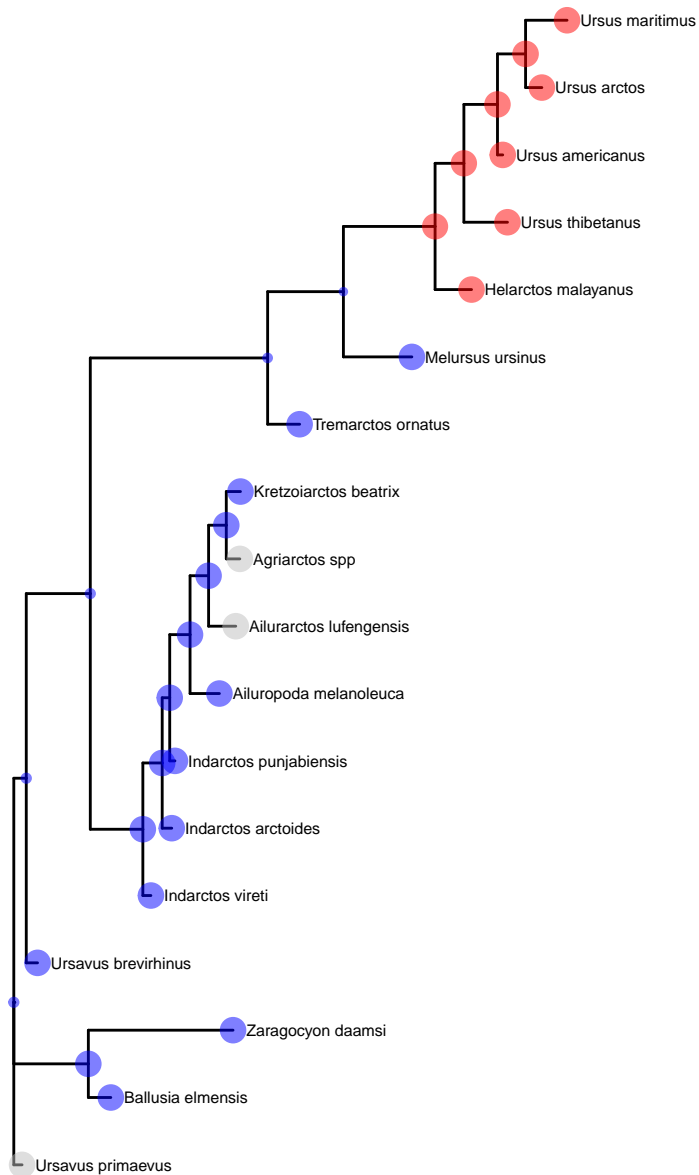 Ursus maritimus
Ursus arctos
Ursus americanus
Ursus thibetanus
Helarctos malayanus
Melursus ursinus
Tremarctos ornatus
Kretzoiarctos beatrix
Agriarctos spp
Ailurarctos lufengensis
Ailuropoda melanoleuca
Indarctos punjabiensis
Indarctos arctoides
Indarctos vireti
Ursavus brevirhinus
Zaragocyon daamsi
Ballusia elmensis
Ursavus primaevus